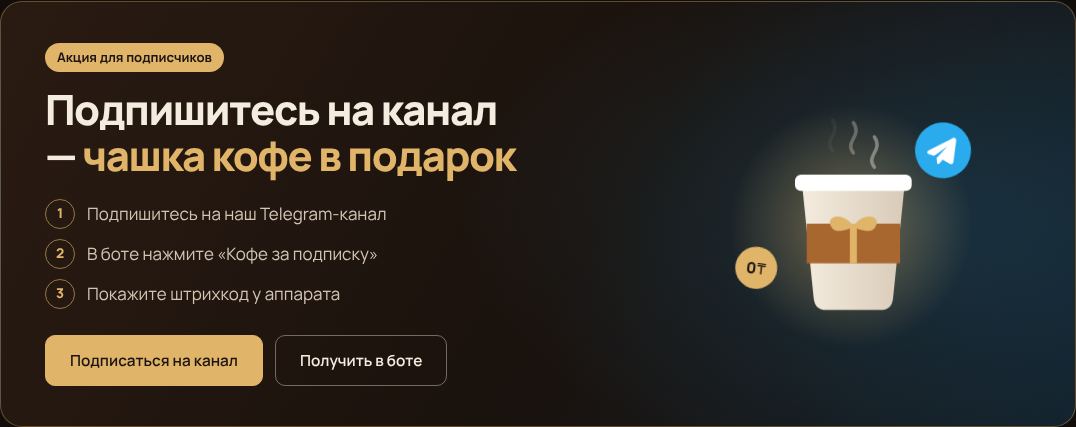 Акция для подписчиков
Подпишитесь на канал
— чашка кофе в подарок
1 Подпишитесь на наш Telegram-канал
2 В боте нажмите «Кофе за подписку»
3 Покажите штрихкод у аппарата
0₸
Подписаться на канал
Получить в боте